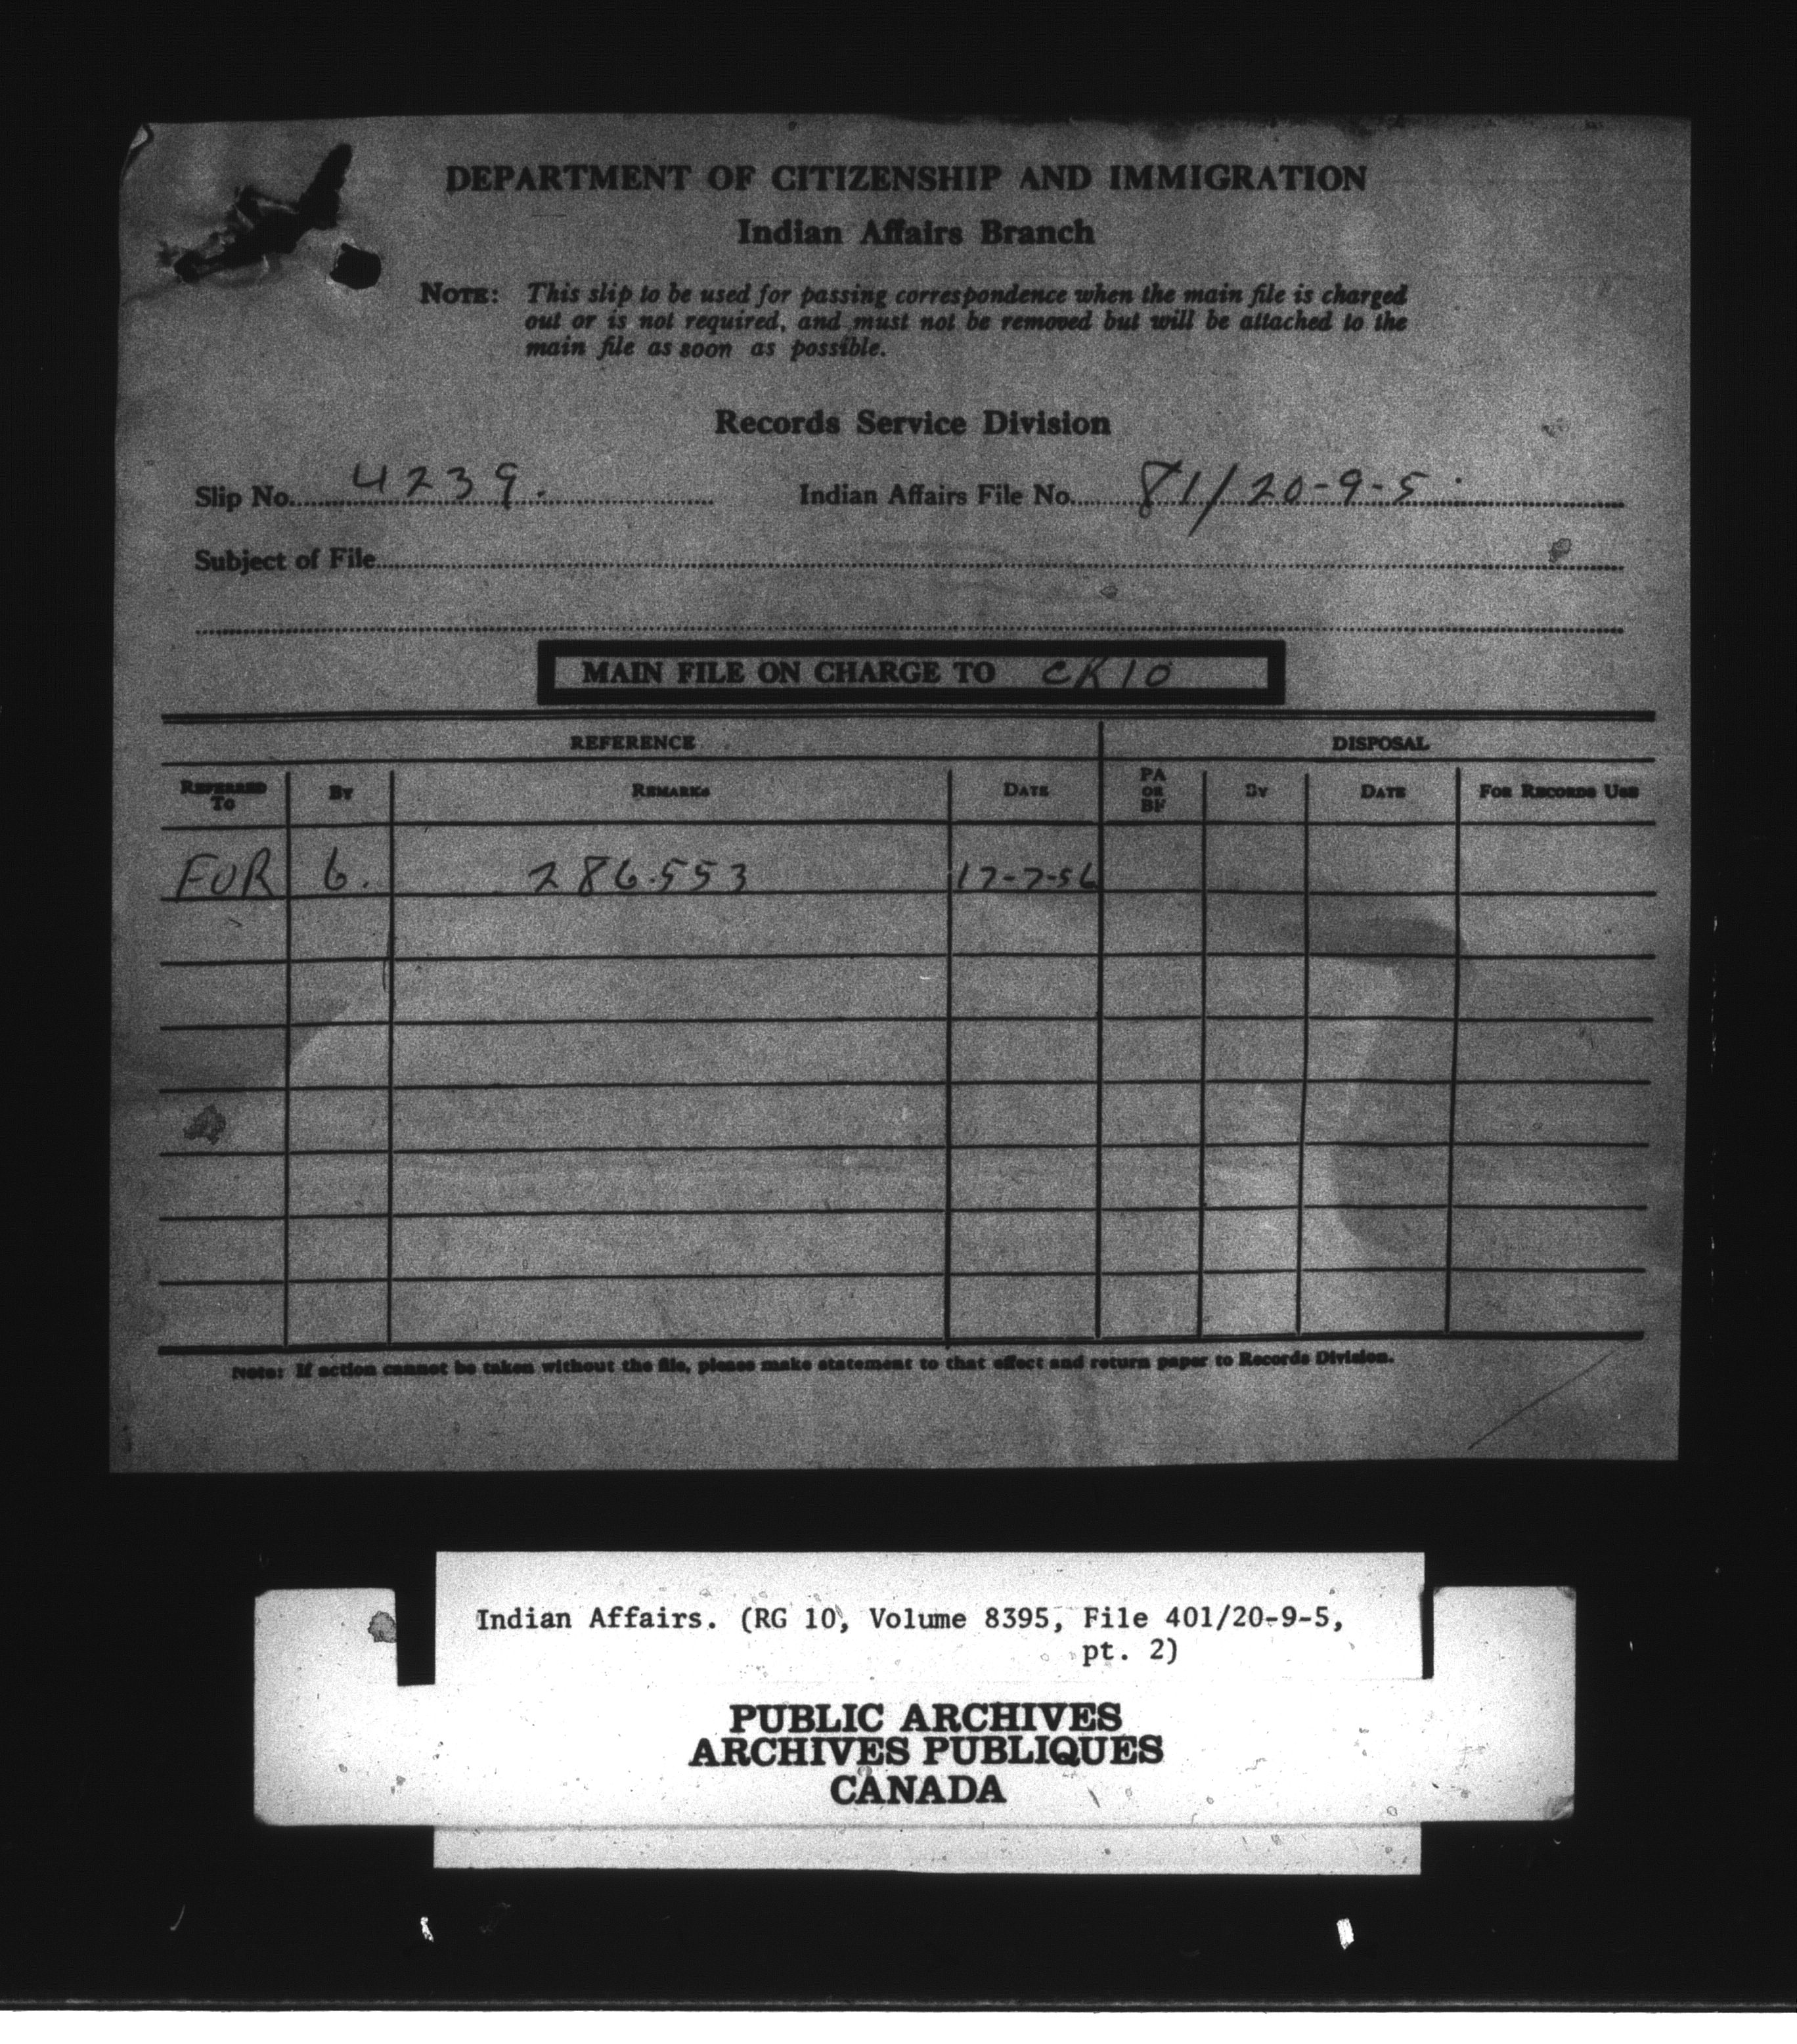 DEPARTMENT OF CITIZENSHIP AND IMMIGRATION
Indian Affairs Branch
NOTE: This slip to be used for passing correspondence when the main file is charged
out or is not required, and must not be removed but will be attached to the
main file as soon as possible.
Records Service Division
Slip No. 4239. Indian Affairs File No. 81/20-9-5.
Subject of File
MAIN FILE ON CHARGE TO CK10
REFERENCE DISPOSAL
REFERRED TO BY REMARKS DATE PA OR BF BY DATE FOR RECORDS USE
FUR 6. 286.553 17-7-56
Note: If action cannot be taken without the file, please make statement to that effect and return paper to Records Division.
Indian Affairs. (RG 10, Volume 8395, File 401/20-9-5,
pt. 2)
PUBLIC ARCHIVES
ARCHIVES PUBLIQUES
CANADA